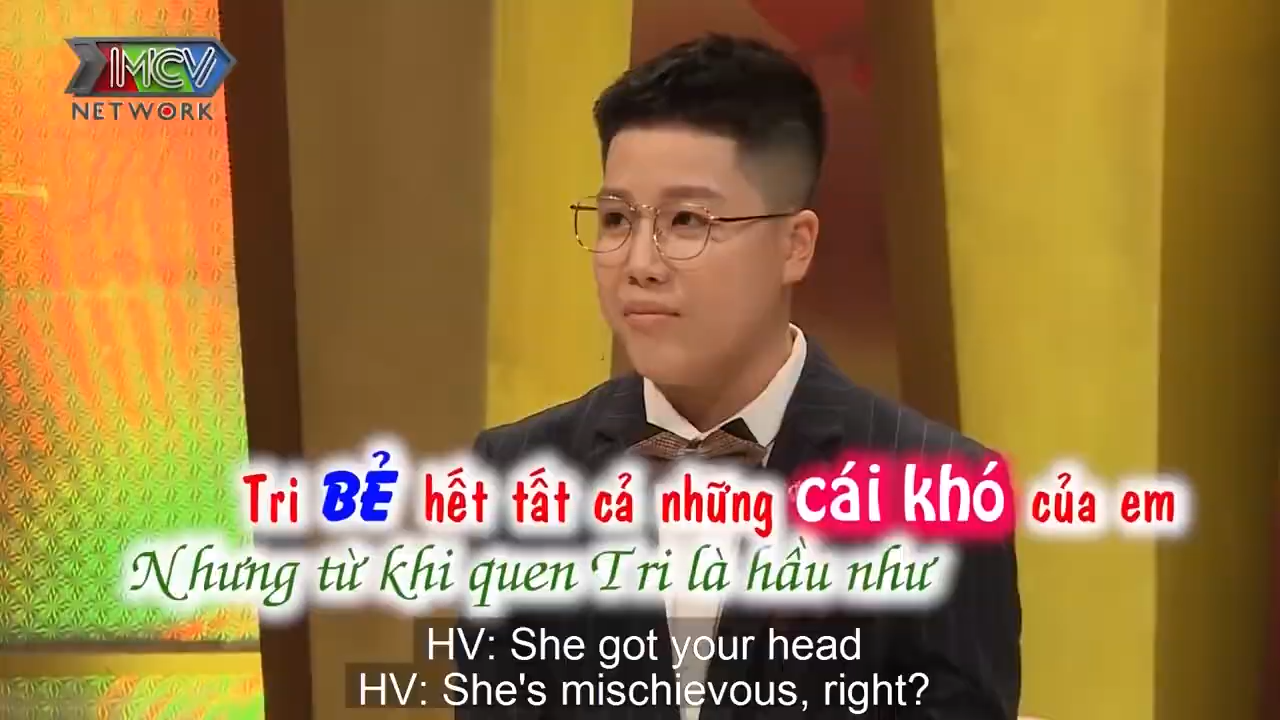 MCV
NETWORK
Tri BẺ hết tất cả những cái khó của em
Nhưng từ khi quen Tri là hầu như
HV: She got your head
HV: She's mischievous, right?